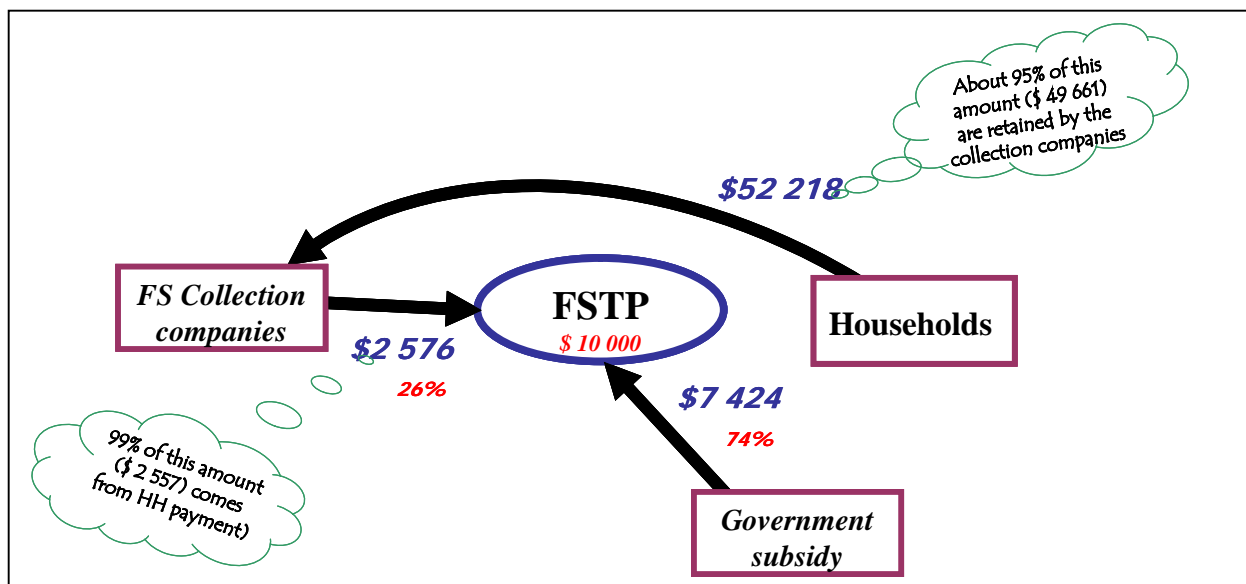 About 95% of this
amount ($ 49 661)
are retained by the
collection companies
$52 218
FS Collection
companies
FSTP
$ 10 000
Households
$2 576
26%
$7 424
74%
99% of this amount
($ 2 557) comes
from HH payment)
Government
subsidy